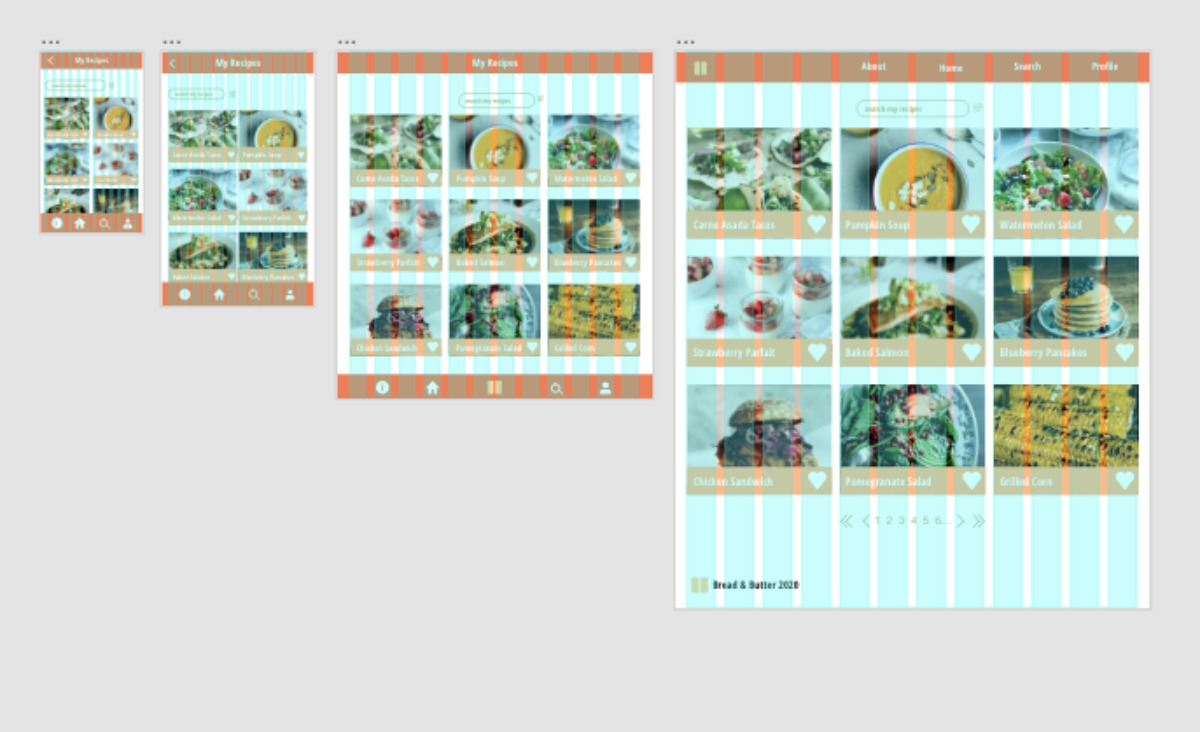 My Recipes
My Recipes
search my recipes
Carne Asada Tacos
Pumpkin Soup
Watermelon Salad
Strawberry Parfait
Baked Salmon
Blueberry Pancakes
My Recipes
search my recipes
Carne Asada Tacos
Pumpkin Soup
Watermelon Salad
Strawberry Parfait
Baked Salmon
Blueberry Pancakes
Chicken Sandwich
Pomegranate Salad
Grilled Corn
About
Home
Search
Profile
search my recipes
Carne Asada Tacos
Pumpkin Soup
Watermelon Salad
Strawberry Parfait
Baked Salmon
Blueberry Pancakes
Chicken Sandwich
Pomegranate Salad
Grilled Corn
1 2 3 4 5 6...
Bread & Butter 2020